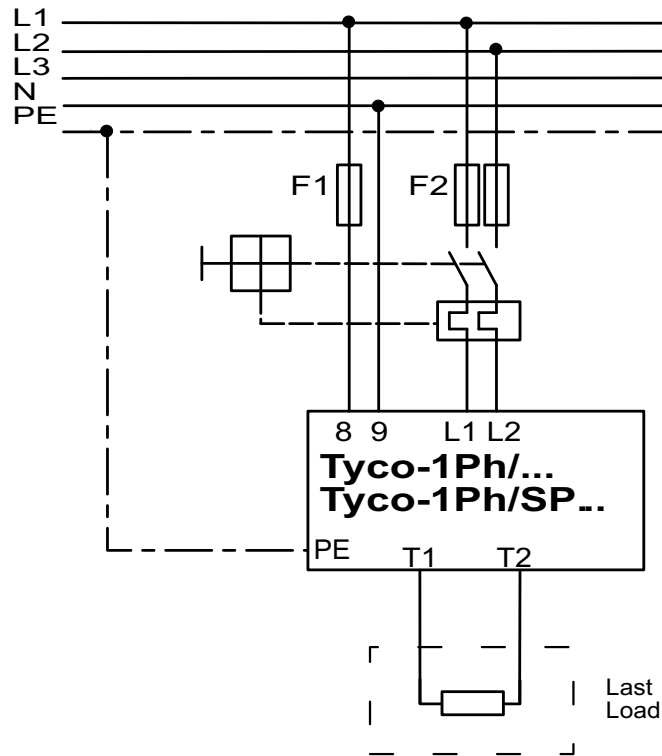 L1
L2
L3
N
PE
F1 F2
8 9 L1 L2
Tyco-1Ph/...
Tyco-1Ph/SP...
PE T1 T2
Last
Load